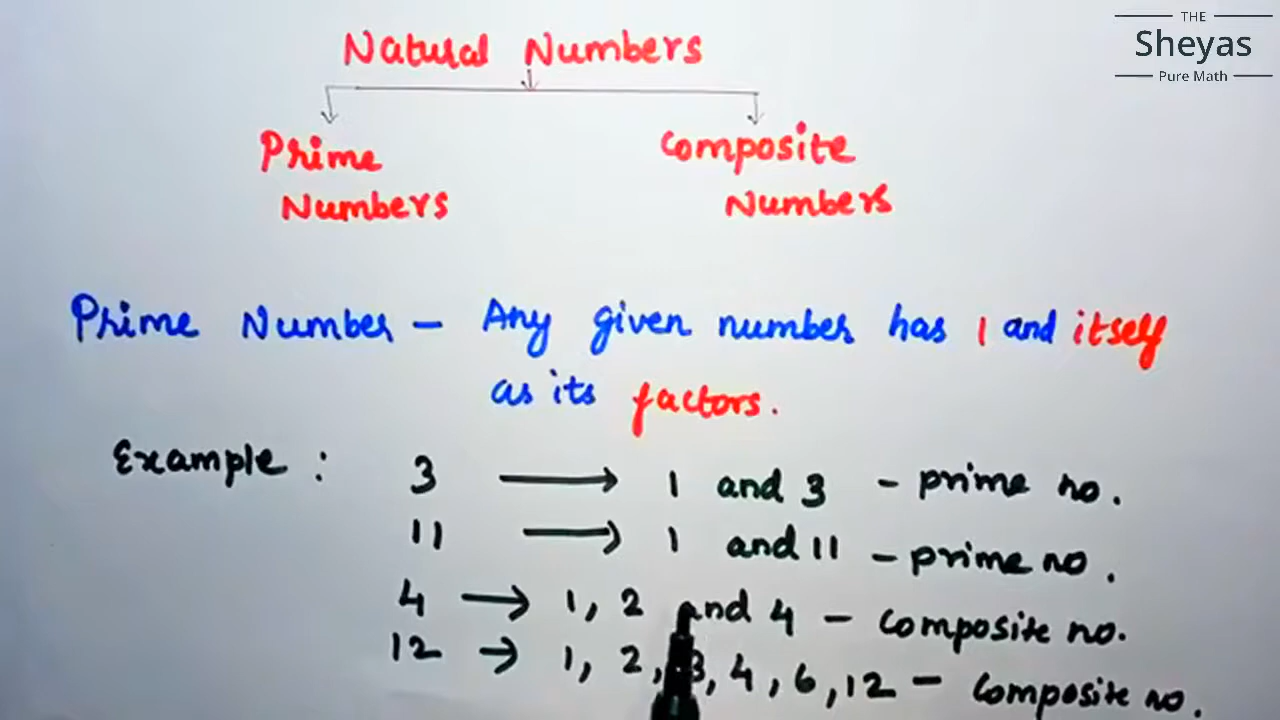 THE
Sheyas
Pure Math
Natural Numbers
Prime Numbers
Composite Numbers
Prime Number - Any given number has 1 and itself
as its factors.
Example : 3 → 1 and 3 - prime no.
11 → 1 and 11 - prime no.
4 → 1, 2 and 4 - composite no.
12 → 1, 2, 3, 4, 6, 12 - composite no.